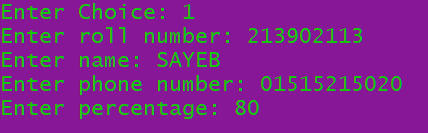 Enter Choice: 1
Enter roll number: 213902113
Enter name: SAYEB
Enter phone number: 01515215020
Enter percentage: 80